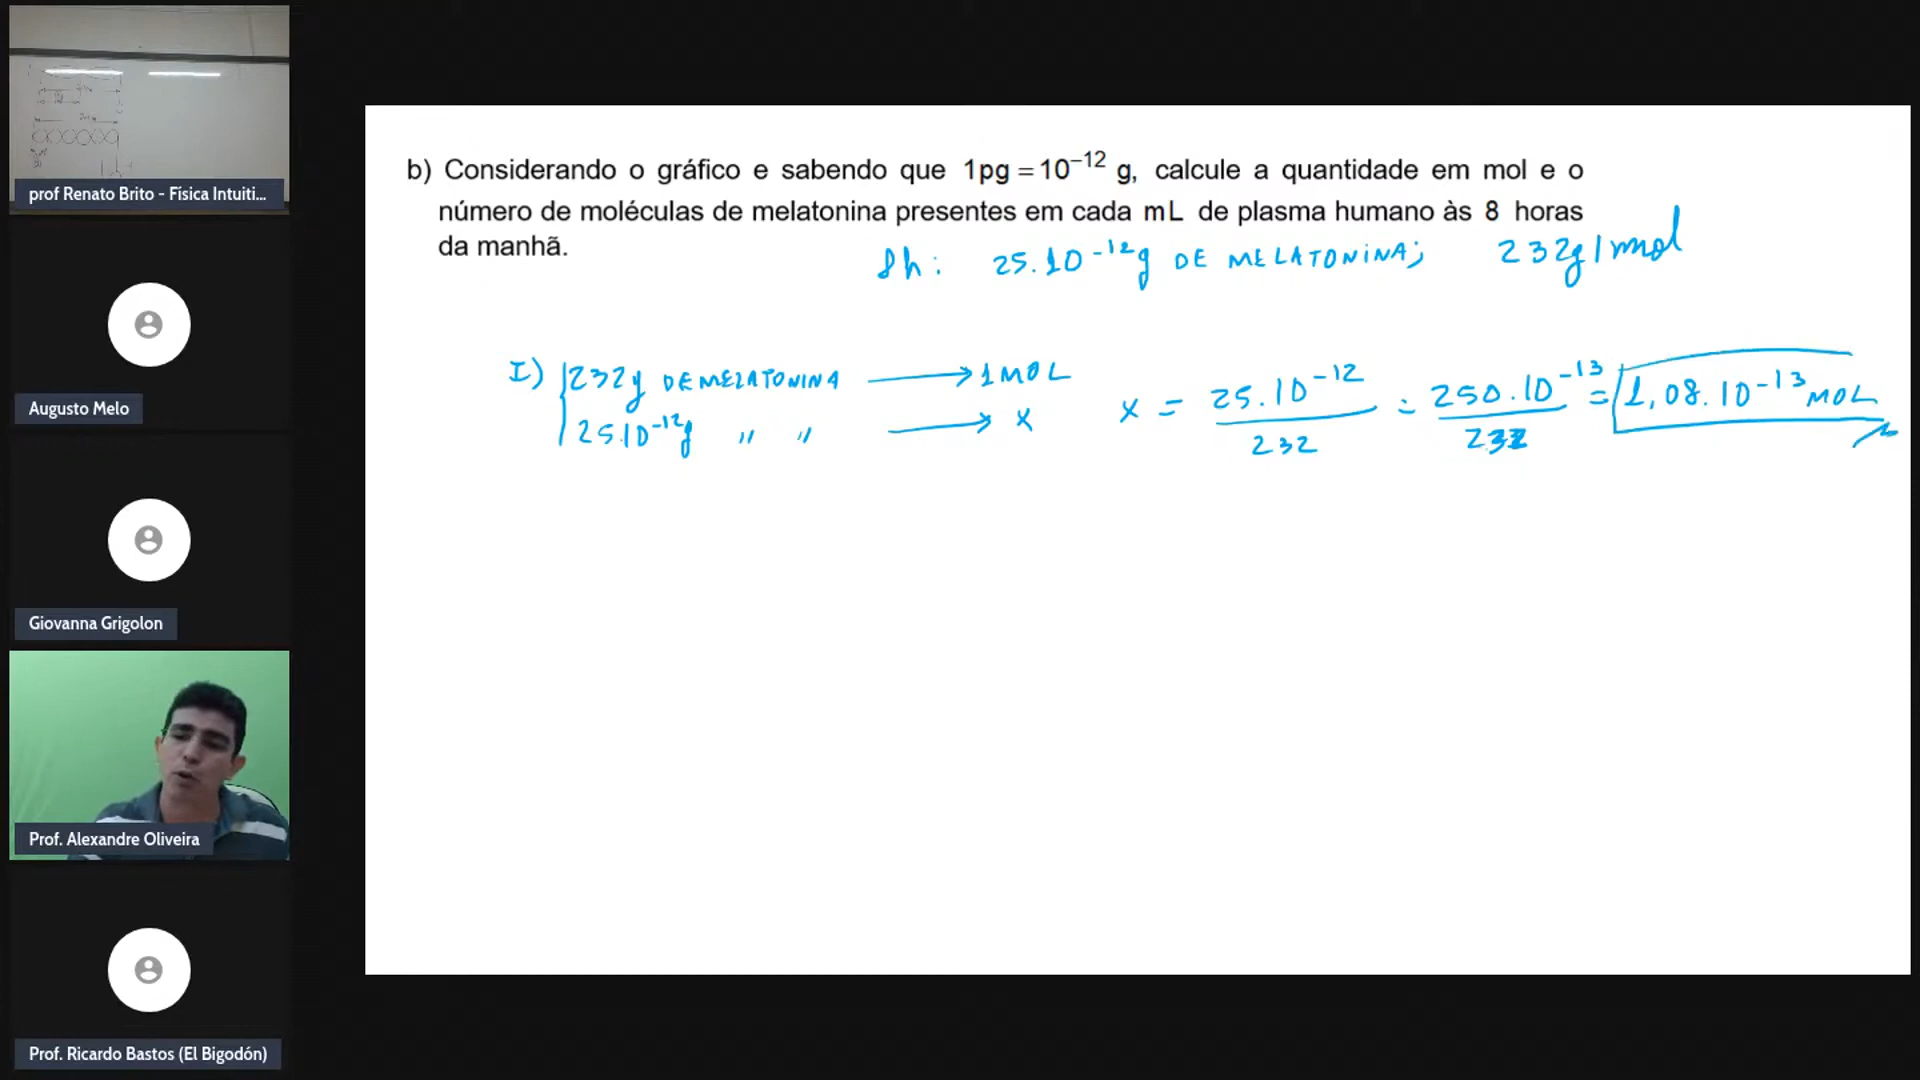 prof Renato Brito - Física Intuiti...
Augusto Melo
Giovanna Grigolon
Prof. Alexandre Oliveira
Prof. Ricardo Bastos (El Bigodón)
b) Considerando o gráfico e sabendo que 1pg = 10⁻¹² g, calcule a quantidade em mol e o
número de moléculas de melatonina presentes em cada mL de plasma humano às 8 horas
da manhã.
8h: 25.10⁻¹²g DE MELATONINA; 232g/mol
I) 232g DE MELATONINA → 1 MOL
25.10⁻¹²g " " → x
x = 25.10⁻¹²/232 = 250.10⁻¹³/232 = 1,08.10⁻¹³ MOL